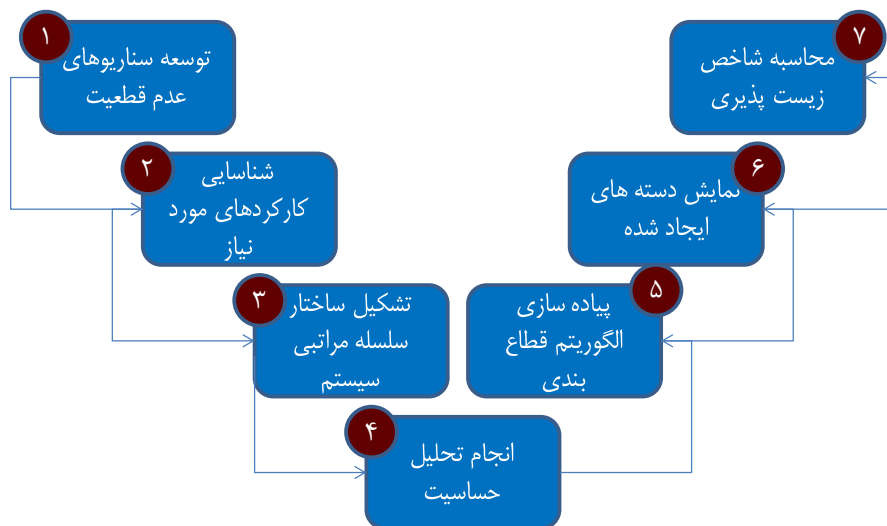 ۱
توسعه سناریوهای
عدم قطعیت
۲
شناسایی
کارکردهای مورد
نیاز
۳
تشکیل ساختار
سلسله مراتبی
سیستم
۴
انجام تحلیل
حساسیت
۵
پیاده سازی
الگوریتم قطاع
بندی
۶
نمایش دسته های
ایجاد شده
۷
محاسبه شاخص
زیست پذیری